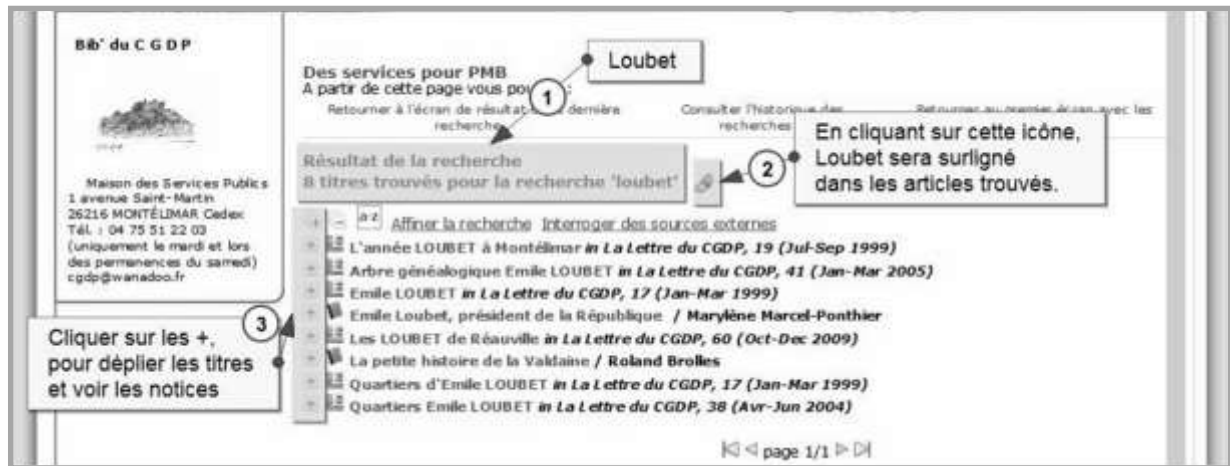 Bib' du C G D P
Maison des Services Publics
1 avenue Saint-Martin
26216 MONTÉLIMAR Cedex
Tél. : 04 75 51 22 03
(uniquement le mardi et lors
des permanences du samedi)
cgdp@wanadoo.fr
Loubet
Des services pour PMB
A partir de cette page vous pou
1
Retourner à l'écran de résultat dernière
recherche
Consulter l'historique des
recherches
Retourner au premier écran avec les
Résultat de la recherche
8 titres trouvés pour la recherche 'loubet'
2
En cliquant sur cette icône,
Loubet sera surligné
dans les articles trouvés.
a-z Affiner la recherche Interroger des sources externes
L'année LOUBET à Montélimar in La Lettre du CGDP, 19 (Jul-Sep 1999)
Arbre généalogique Emile LOUBET in La Lettre du CGDP, 41 (Jan-Mar 2005)
Emile LOUBET in La Lettre du CGDP, 17 (Jan-Mar 1999)
Emile Loubet, président de la République / Marylène Marcel-Ponthier
Les LOUBET de Réauville in La Lettre du CGDP, 60 (Oct-Dec 2009)
La petite histoire de la Valdaine / Roland Brolles
Quartiers d'Emile LOUBET in La Lettre du CGDP, 17 (Jan-Mar 1999)
Quartiers Emile LOUBET in La Lettre du CGDP, 38 (Avr-Jun 2004)
3
Cliquer sur les +,
pour déplier les titres
et voir les notices
page 1/1